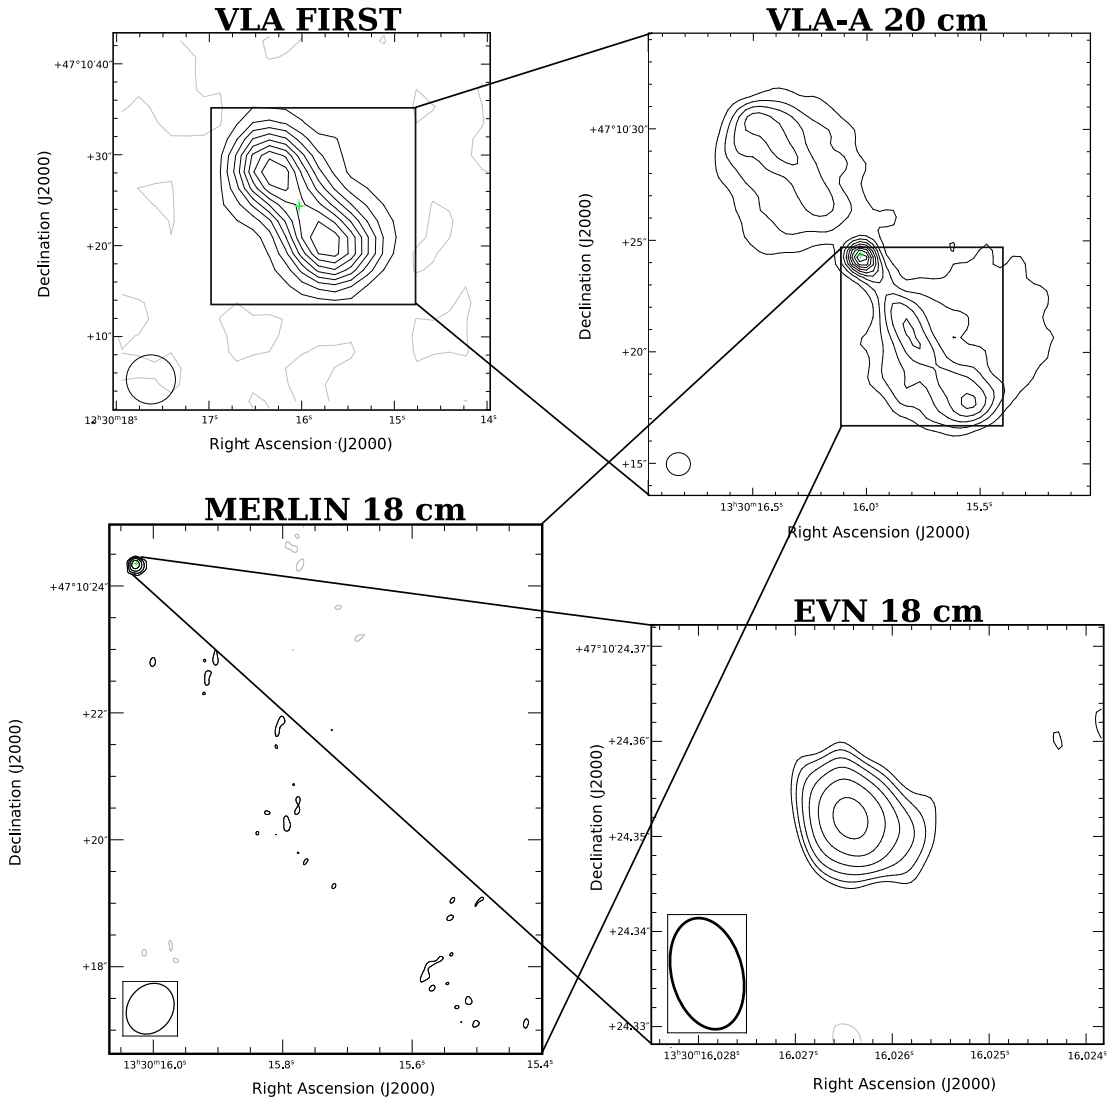 VLA FIRST
Declination (J2000)
+47°10′40″
+30″
+20″
+10″
13ʰ30ᵐ18ˢ
17ˢ
16ˢ
15ˢ
14ˢ
Right Ascension (J2000)
VLA-A 20 cm
Declination (J2000)
+47°10′30″
+25″
+20″
+15″
13ʰ30ᵐ16.5ˢ
16.0ˢ
15.5ˢ
Right Ascension (J2000)
MERLIN 18 cm
Declination (J2000)
+47°10′24″
+22″
+20″
+18″
13ʰ30ᵐ16.0ˢ
15.8ˢ
15.6ˢ
15.4ˢ
Right Ascension (J2000)
EVN 18 cm
Declination (J2000)
+47°10′24.37″
+24.36″
+24.35″
+24.34″
+24.33″
13ʰ30ᵐ16.028ˢ
16.027ˢ
16.026ˢ
16.025ˢ
16.024ˢ
Right Ascension (J2000)